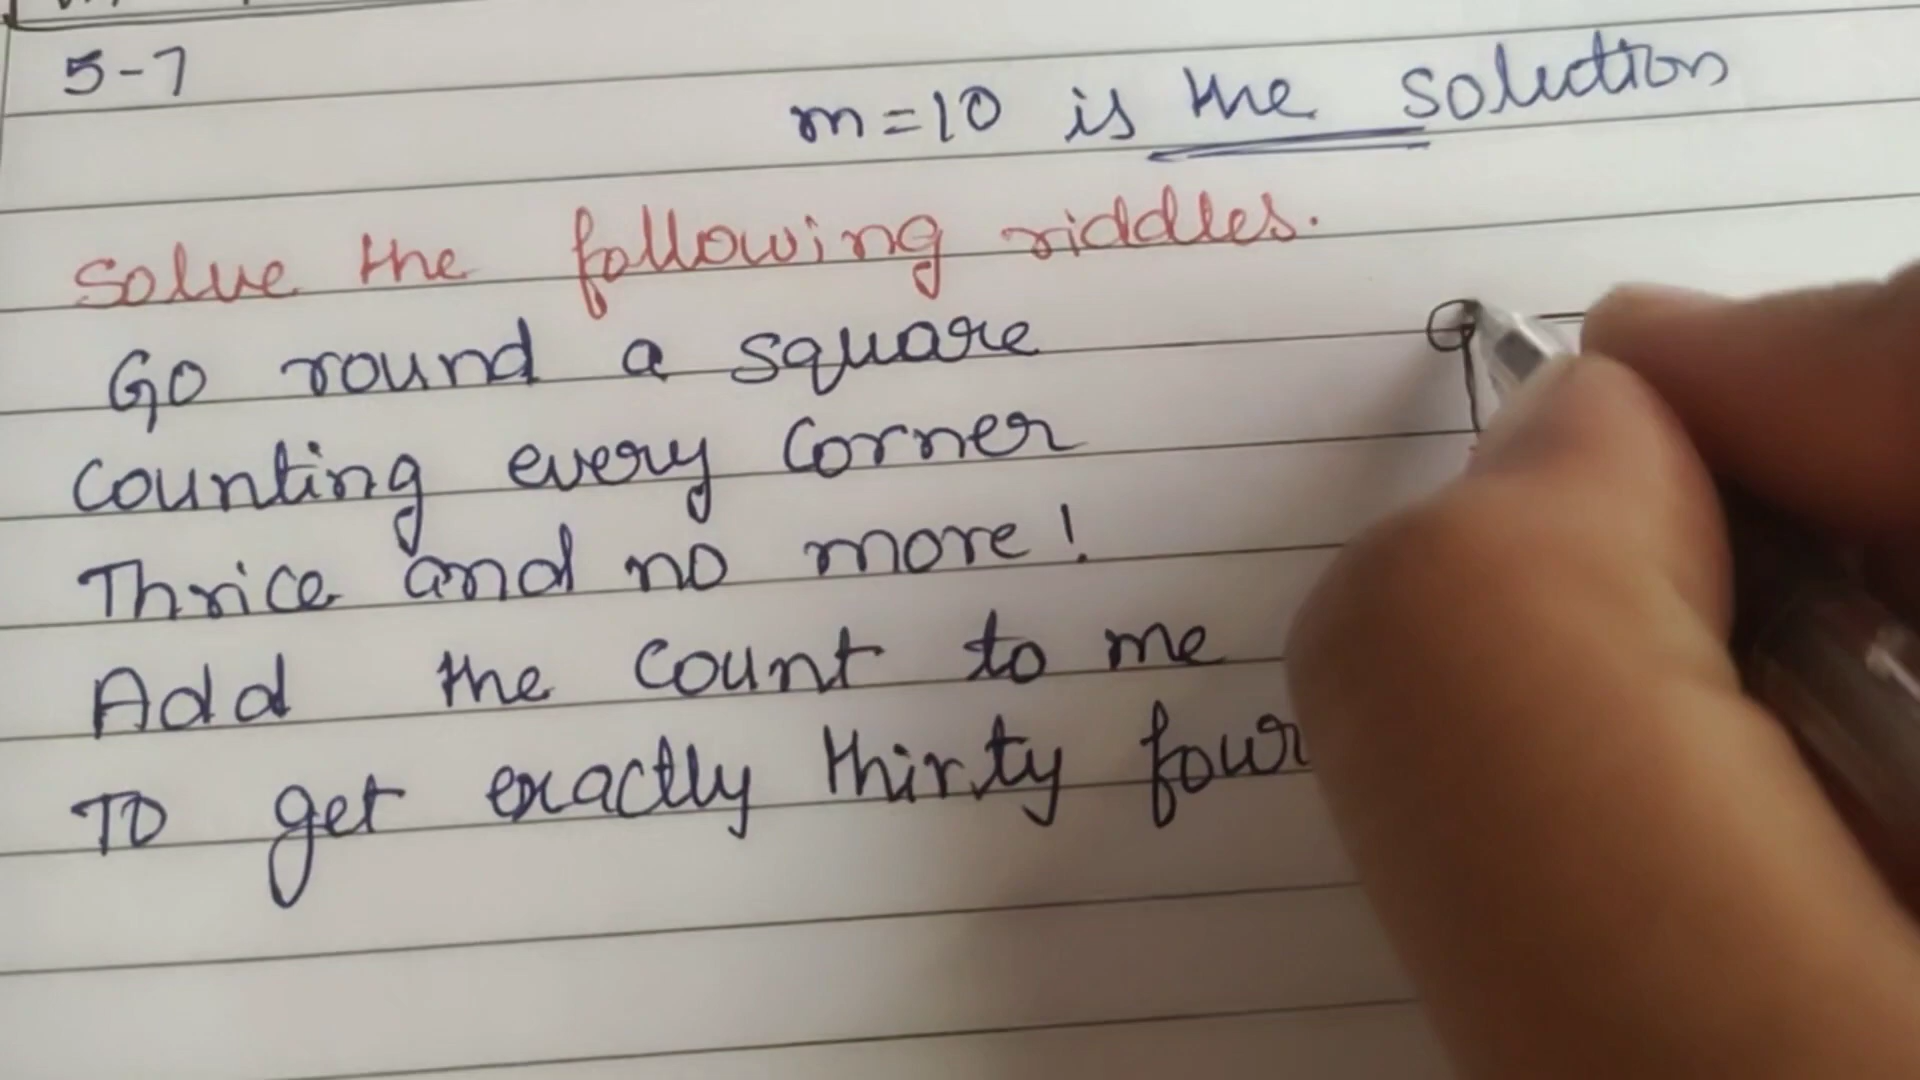 5-7
m=10 is the solution
Solve the following riddles.
Go round a square
Counting every corner
Thrice and no more!
Add the count to me
To get exactly thirty four